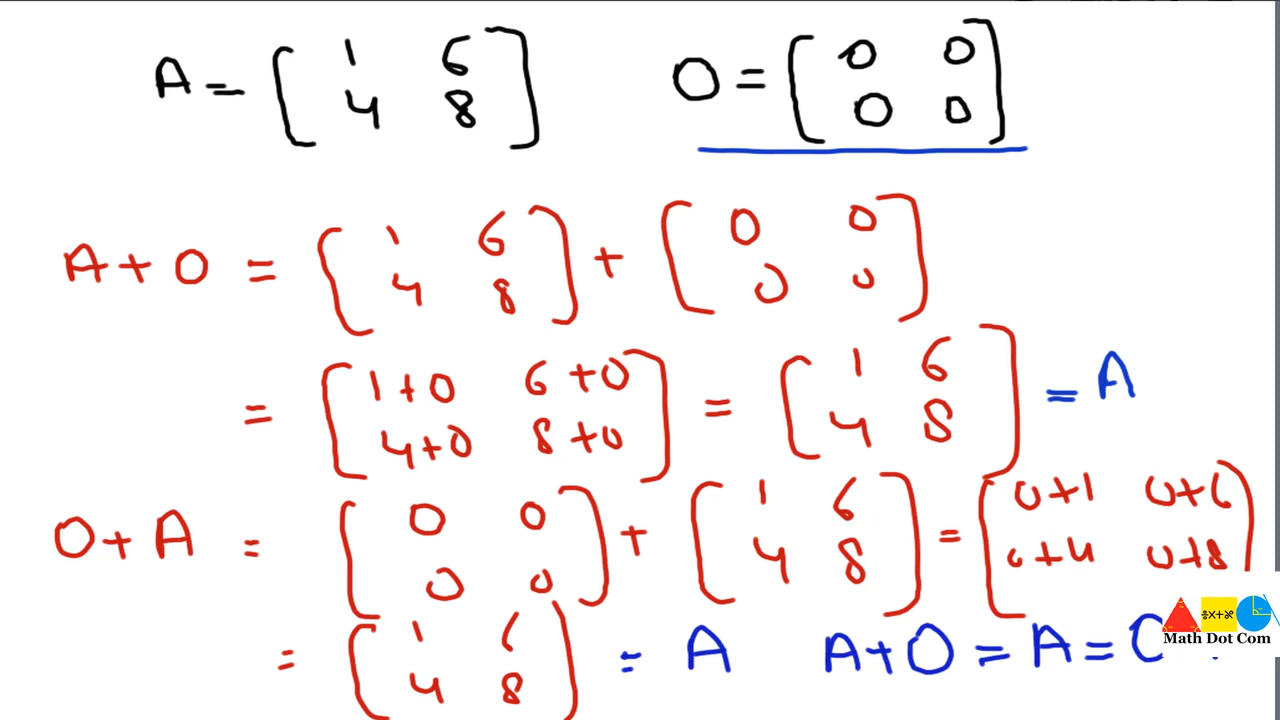 A = [ 1 6 O = [ 0 0
4 8 ] 0 0 ]
A + O = [ 1 6 + [ 0 0
4 8 ] 0 0 ]
= [ 1+0 6+0 = [ 1 6 = A
4+0 8+0 ] 4 8 ]
O + A = [ 0 0 + [ 1 6 = [ 0+1 0+6
0 0 ] 4 8 ] 0+4 0+8 ]
= [ 1 6 = A A+O = A =
4 8 ]
÷x+
Math Dot Com